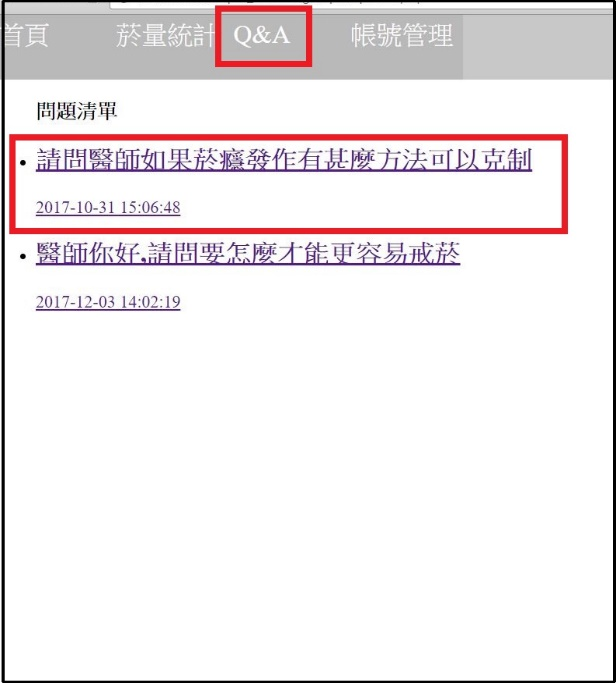 首頁 菸量統計 Q&A 帳號管理
問題清單
請問醫師如果菸癮發作有甚麼方法可以克制
2017-10-31 15:06:48
醫師你好,請問要怎麼才能更容易戒菸
2017-12-03 14:02:19